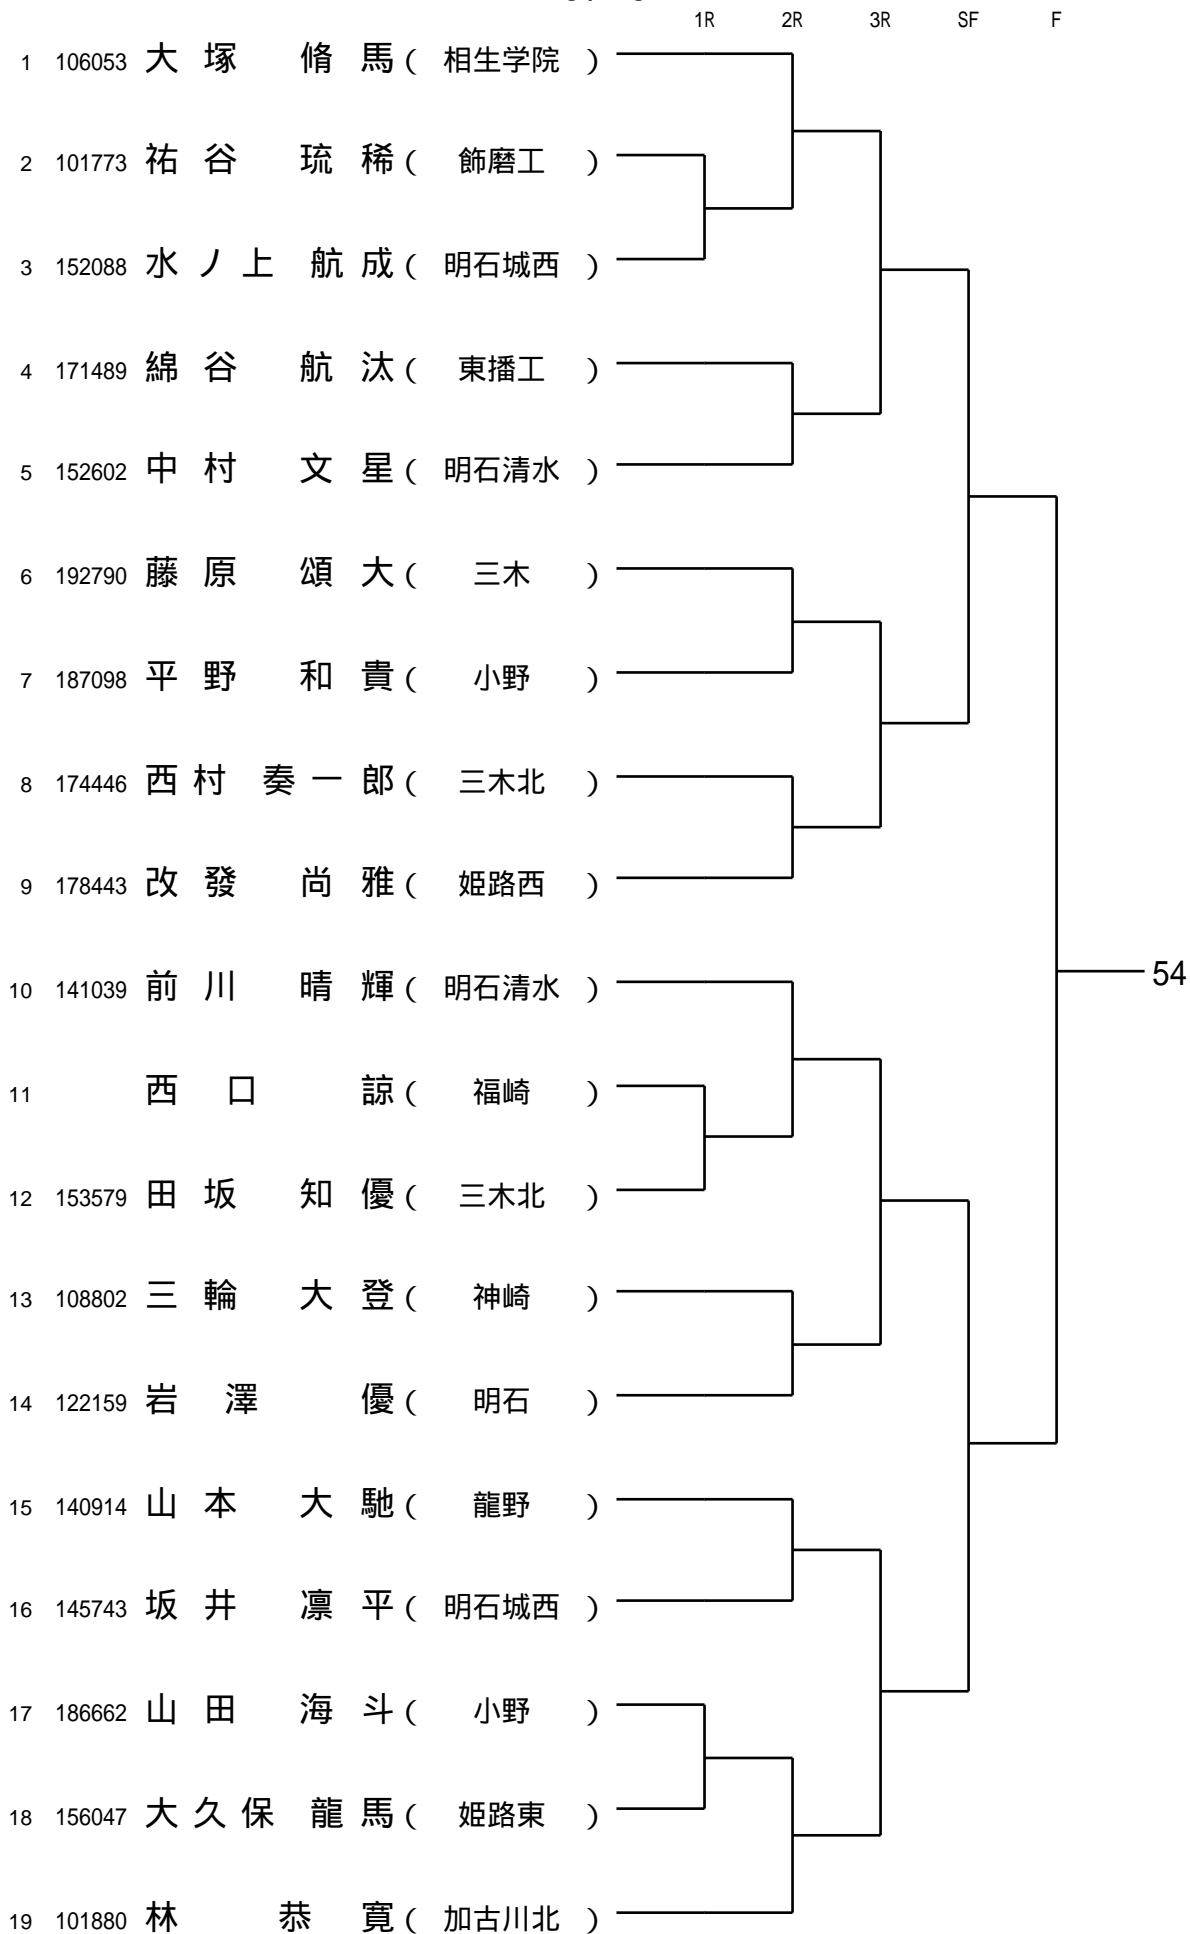 1R 2R 3R SF F
1 106053 大塚 脩馬 ( 相生学院 )
2 101773 祐谷 琉稀 ( 飾磨工 )
3 152088 水ノ上 航成 ( 明石城西 )
4 171489 綿谷 航汰 ( 東播工 )
5 152602 中村 文星 ( 明石清水 )
6 192790 藤原 頌大 ( 三木 )
7 187098 平野 和貴 ( 小野 )
8 174446 西村 奏一郎 ( 三木北 )
9 178443 改發 尚雅 ( 姫路西 )
54
10 141039 前川 晴輝 ( 明石清水 )
11 西口 諒 ( 福崎 )
12 153579 田坂 知優 ( 三木北 )
13 108802 三輪 大登 ( 神崎 )
14 122159 岩澤 優 ( 明石 )
15 140914 山本 大馳 ( 龍野 )
16 145743 坂井 凛平 ( 明石城西 )
17 186662 山田 海斗 ( 小野 )
18 156047 大久保 龍馬 ( 姫路東 )
19 101880 林 恭寛 ( 加古川北 )